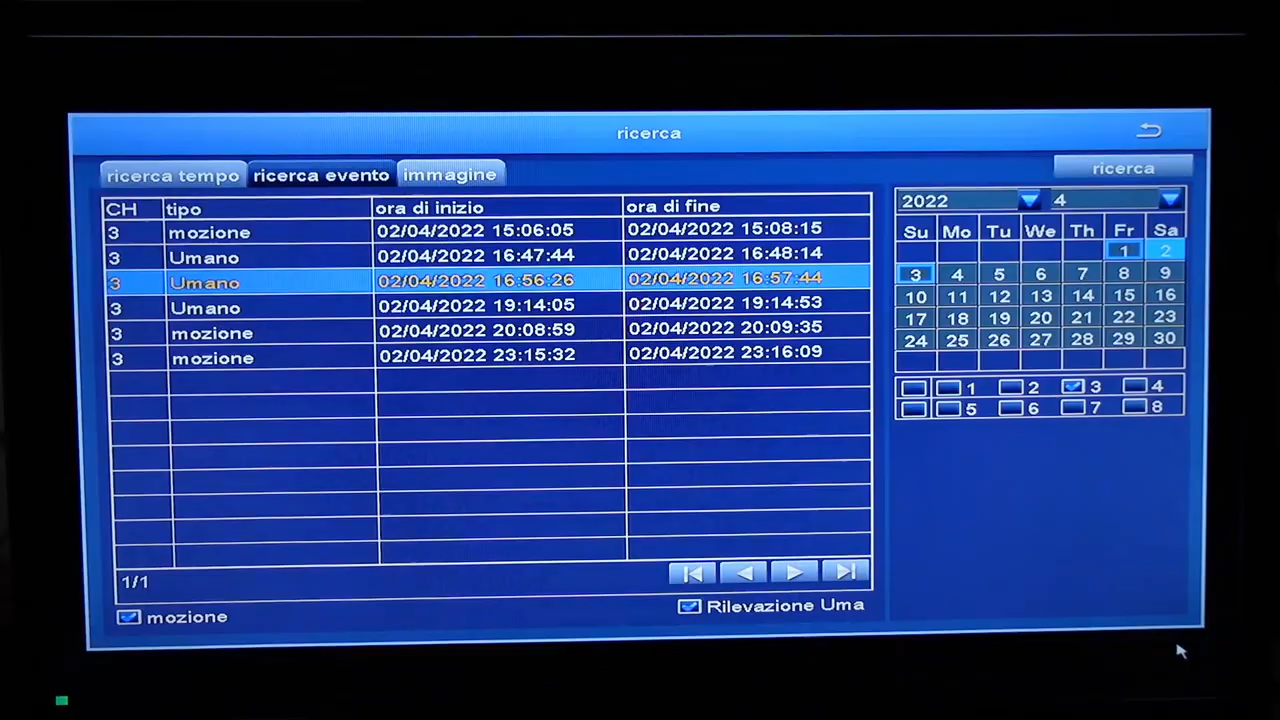 ricerca
ricerca tempo ricerca evento immagine
ricerca
CH tipo ora di inizio ora di fine
3 mozione 02/04/2022 15:06:05 02/04/2022 15:08:15
3 Umano 02/04/2022 16:47:44 02/04/2022 16:48:14
3 Umano 02/04/2022 16:56:26 02/04/2022 16:57:44
3 Umano 02/04/2022 19:14:05 02/04/2022 19:14:53
3 mozione 02/04/2022 20:08:59 02/04/2022 20:09:35
3 mozione 02/04/2022 23:15:32 02/04/2022 23:16:09
1/1
mozione Rilevazione Uma
2022 4
Su Mo Tu We Th Fr Sa
1 2
3 4 5 6 7 8 9
10 11 12 13 14 15 16
17 18 19 20 21 22 23
24 25 26 27 28 29 30
1 2 3 4
5 6 7 8